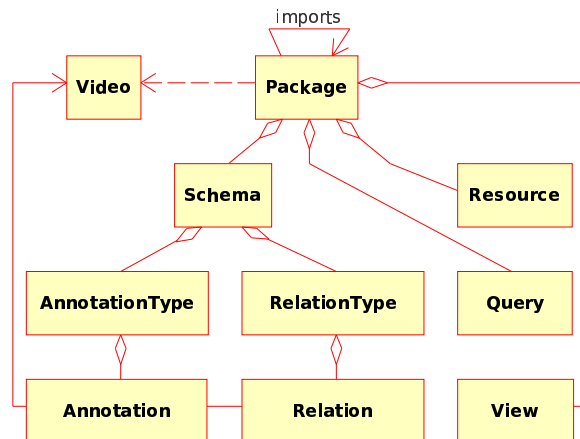 imports
Video
Package
Schema
Resource
AnnotationType
RelationType
Query
Annotation
Relation
View